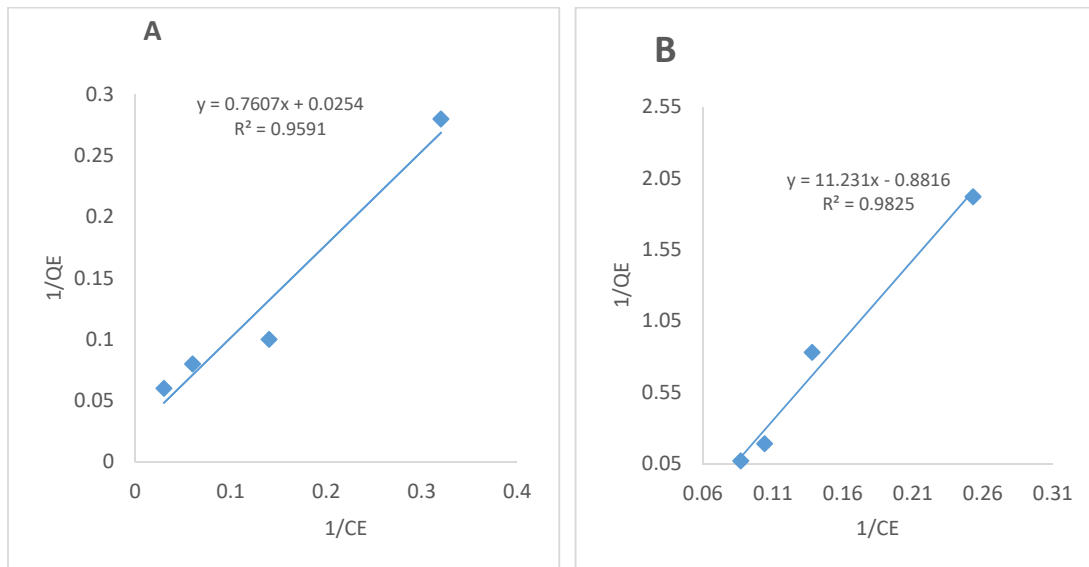 A
y = 0.7607x + 0.0254
R² = 0.9591
0.3
0.25
0.2
0.15
0.1
0.05
0
1/QE
0
0.1
0.2
0.3
0.4
1/CE
B
y = 11.231x - 0.8816
R² = 0.9825
2.55
2.05
1.55
1.05
0.55
0.05
1/QE
0.06
0.11
0.16
0.21
0.26
0.31
1/CE